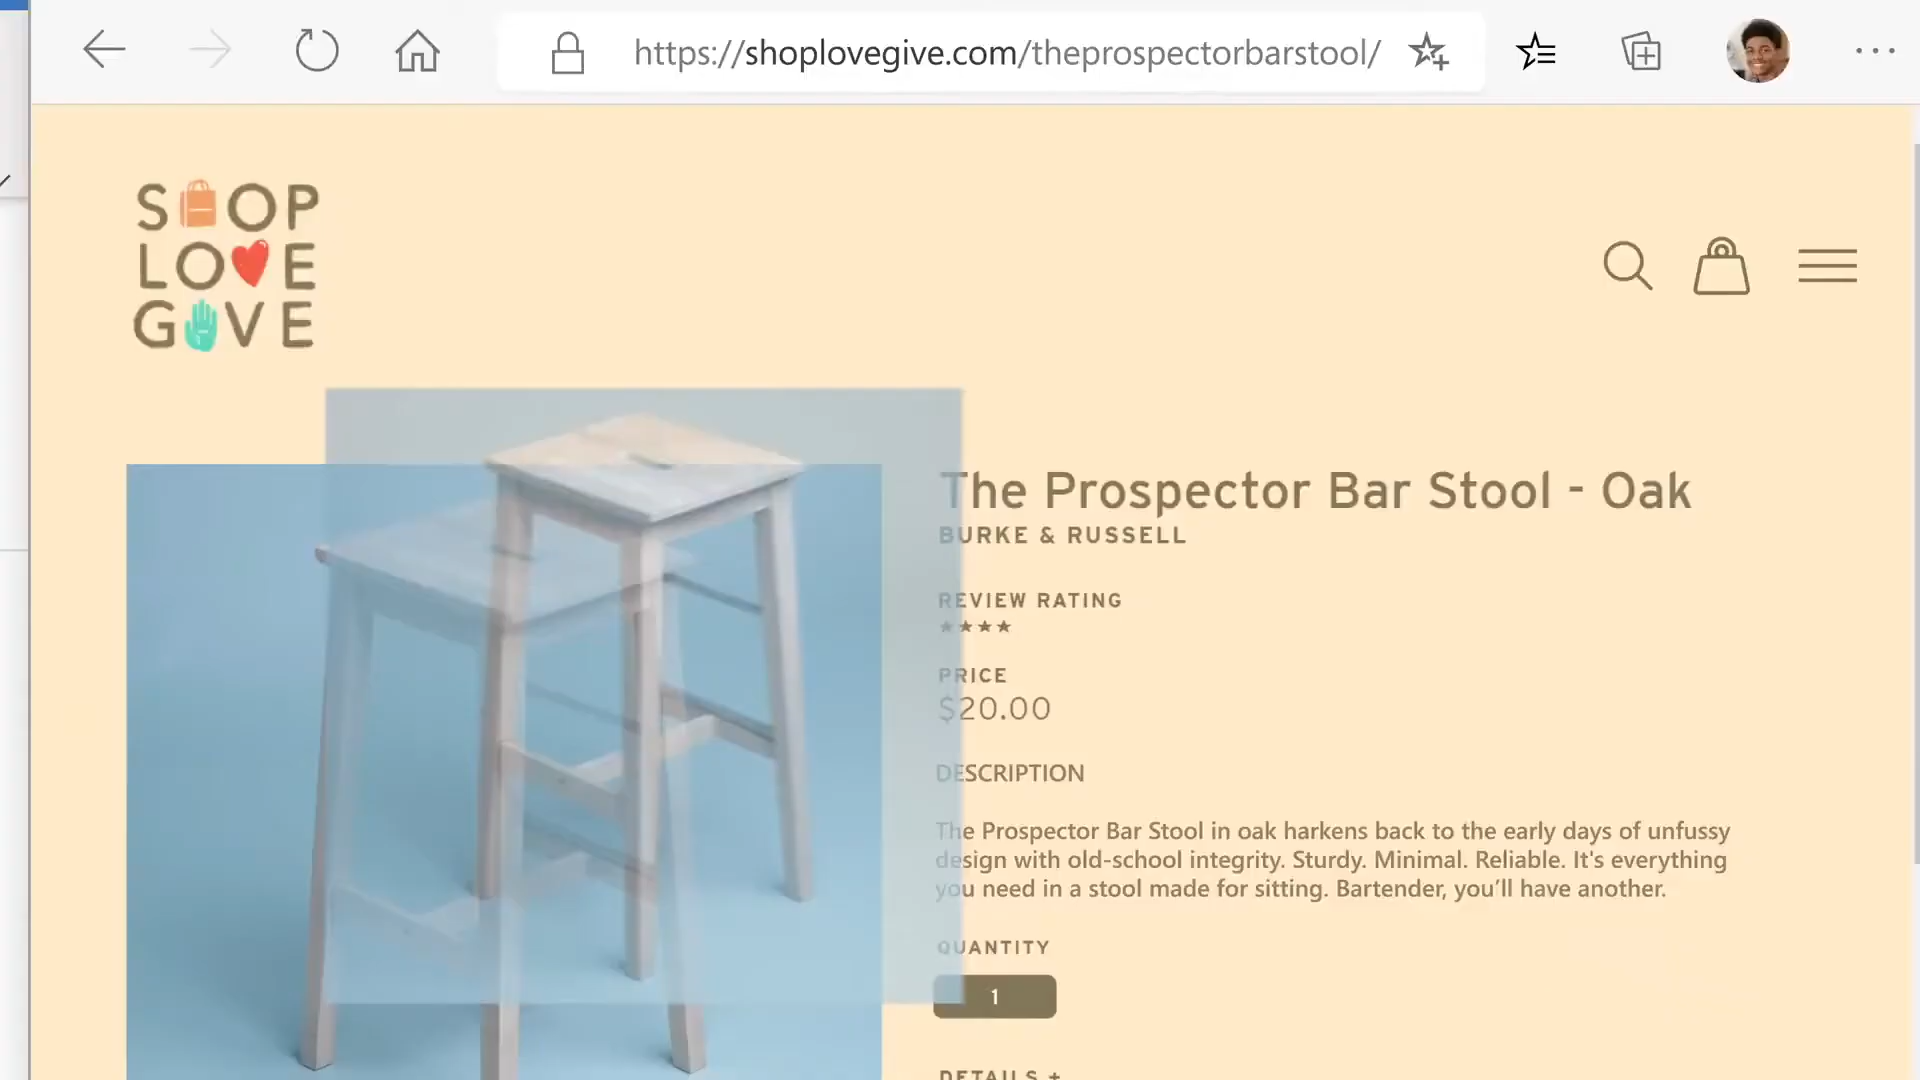 https://shoplovegive.com/theprospectorbarstool/
SHOP
LOVE
GIVE
The Prospector Bar Stool - Oak
BURKE & RUSSELL
REVIEW RATING
★★★★
PRICE
$20.00
DESCRIPTION
The Prospector Bar Stool in oak harkens back to the early days of unfussy
design with old-school integrity. Sturdy. Minimal. Reliable. It's everything
you need in a stool made for sitting. Bartender, you’ll have another.
QUANTITY
1
DETAILS +